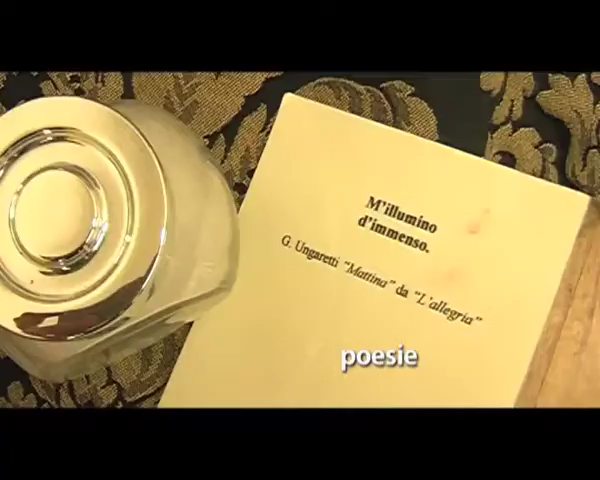 M'illumino
d'immenso.
G. Ungaretti "Mattina" da "L'allegria"
poesie